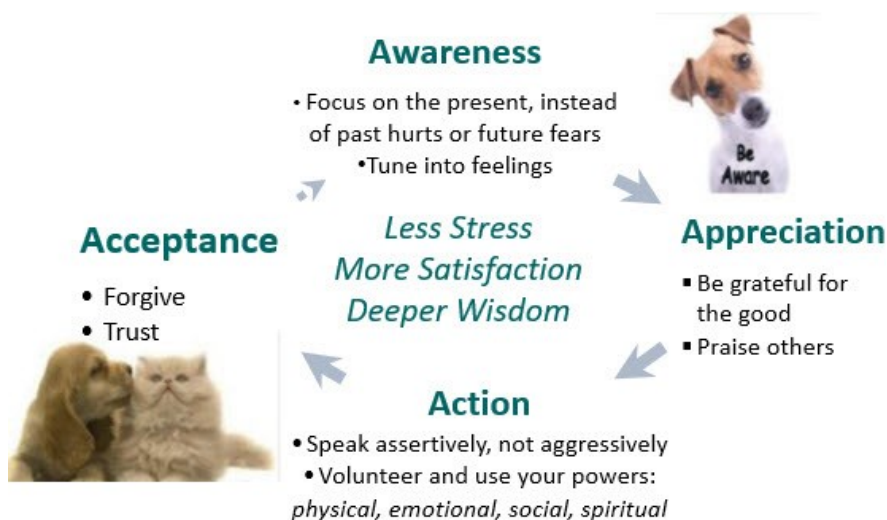 Awareness
• Focus on the present, instead
of past hurts or future fears
•Tune into feelings
Be
Aware
Appreciation
▪ Be grateful for
the good
▪ Praise others
Action
• Speak assertively, not aggressively
• Volunteer and use your powers:
physical, emotional, social, spiritual
Acceptance
• Forgive
• Trust
Less Stress
More Satisfaction
Deeper Wisdom